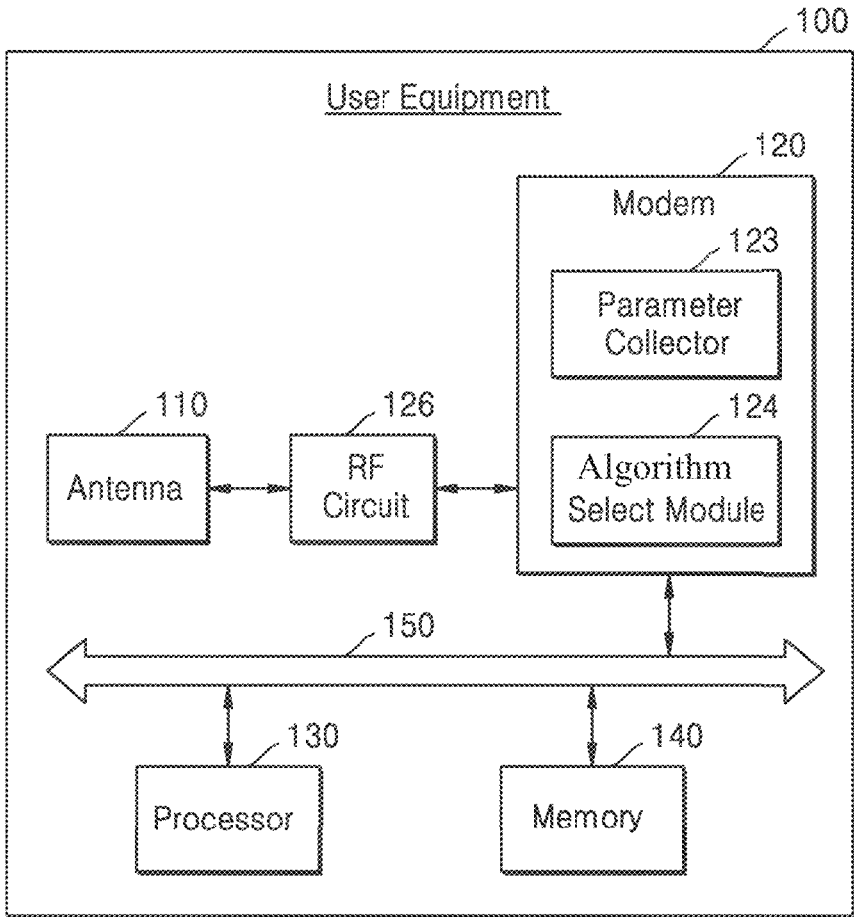 100
User Equipment
120
Modem
123
Parameter
Collector
110
126
124
Antenna
RF
Circuit
Algorithm
Select Module
150
130
140
Processor
Memory